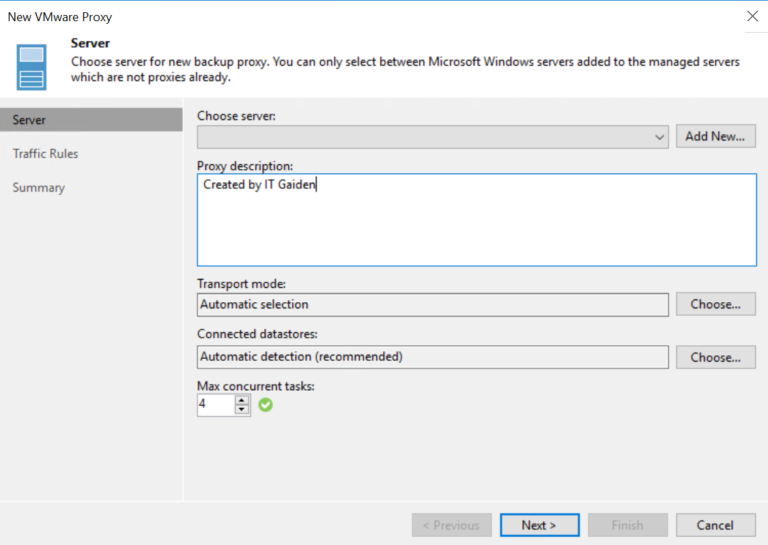 New VMware Proxy
Server
Choose server for new backup proxy. You can only select between Microsoft Windows servers added to the managed servers
which are not proxies already.
Server
Traffic Rules
Summary
Choose server:
Add New...
Proxy description:
Created by IT Gaiden
Transport mode:
Automatic selection
Choose...
Connected datastores:
Automatic detection (recommended)
Choose...
Max concurrent tasks:
4
< Previous
Next >
Finish
Cancel